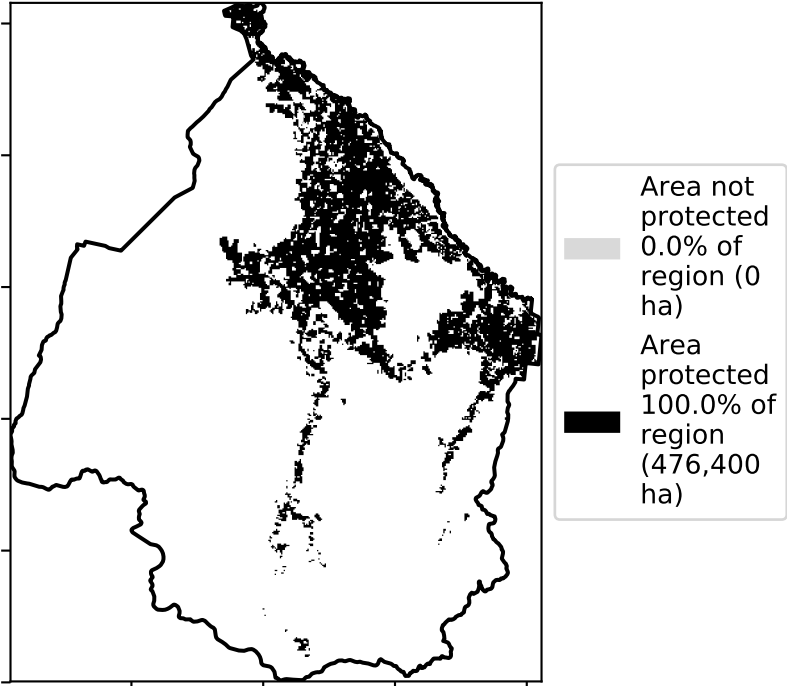 Area not
protected
0.0% of
region (0
ha)
Area
protected
100.0% of
region
(476,400
ha)